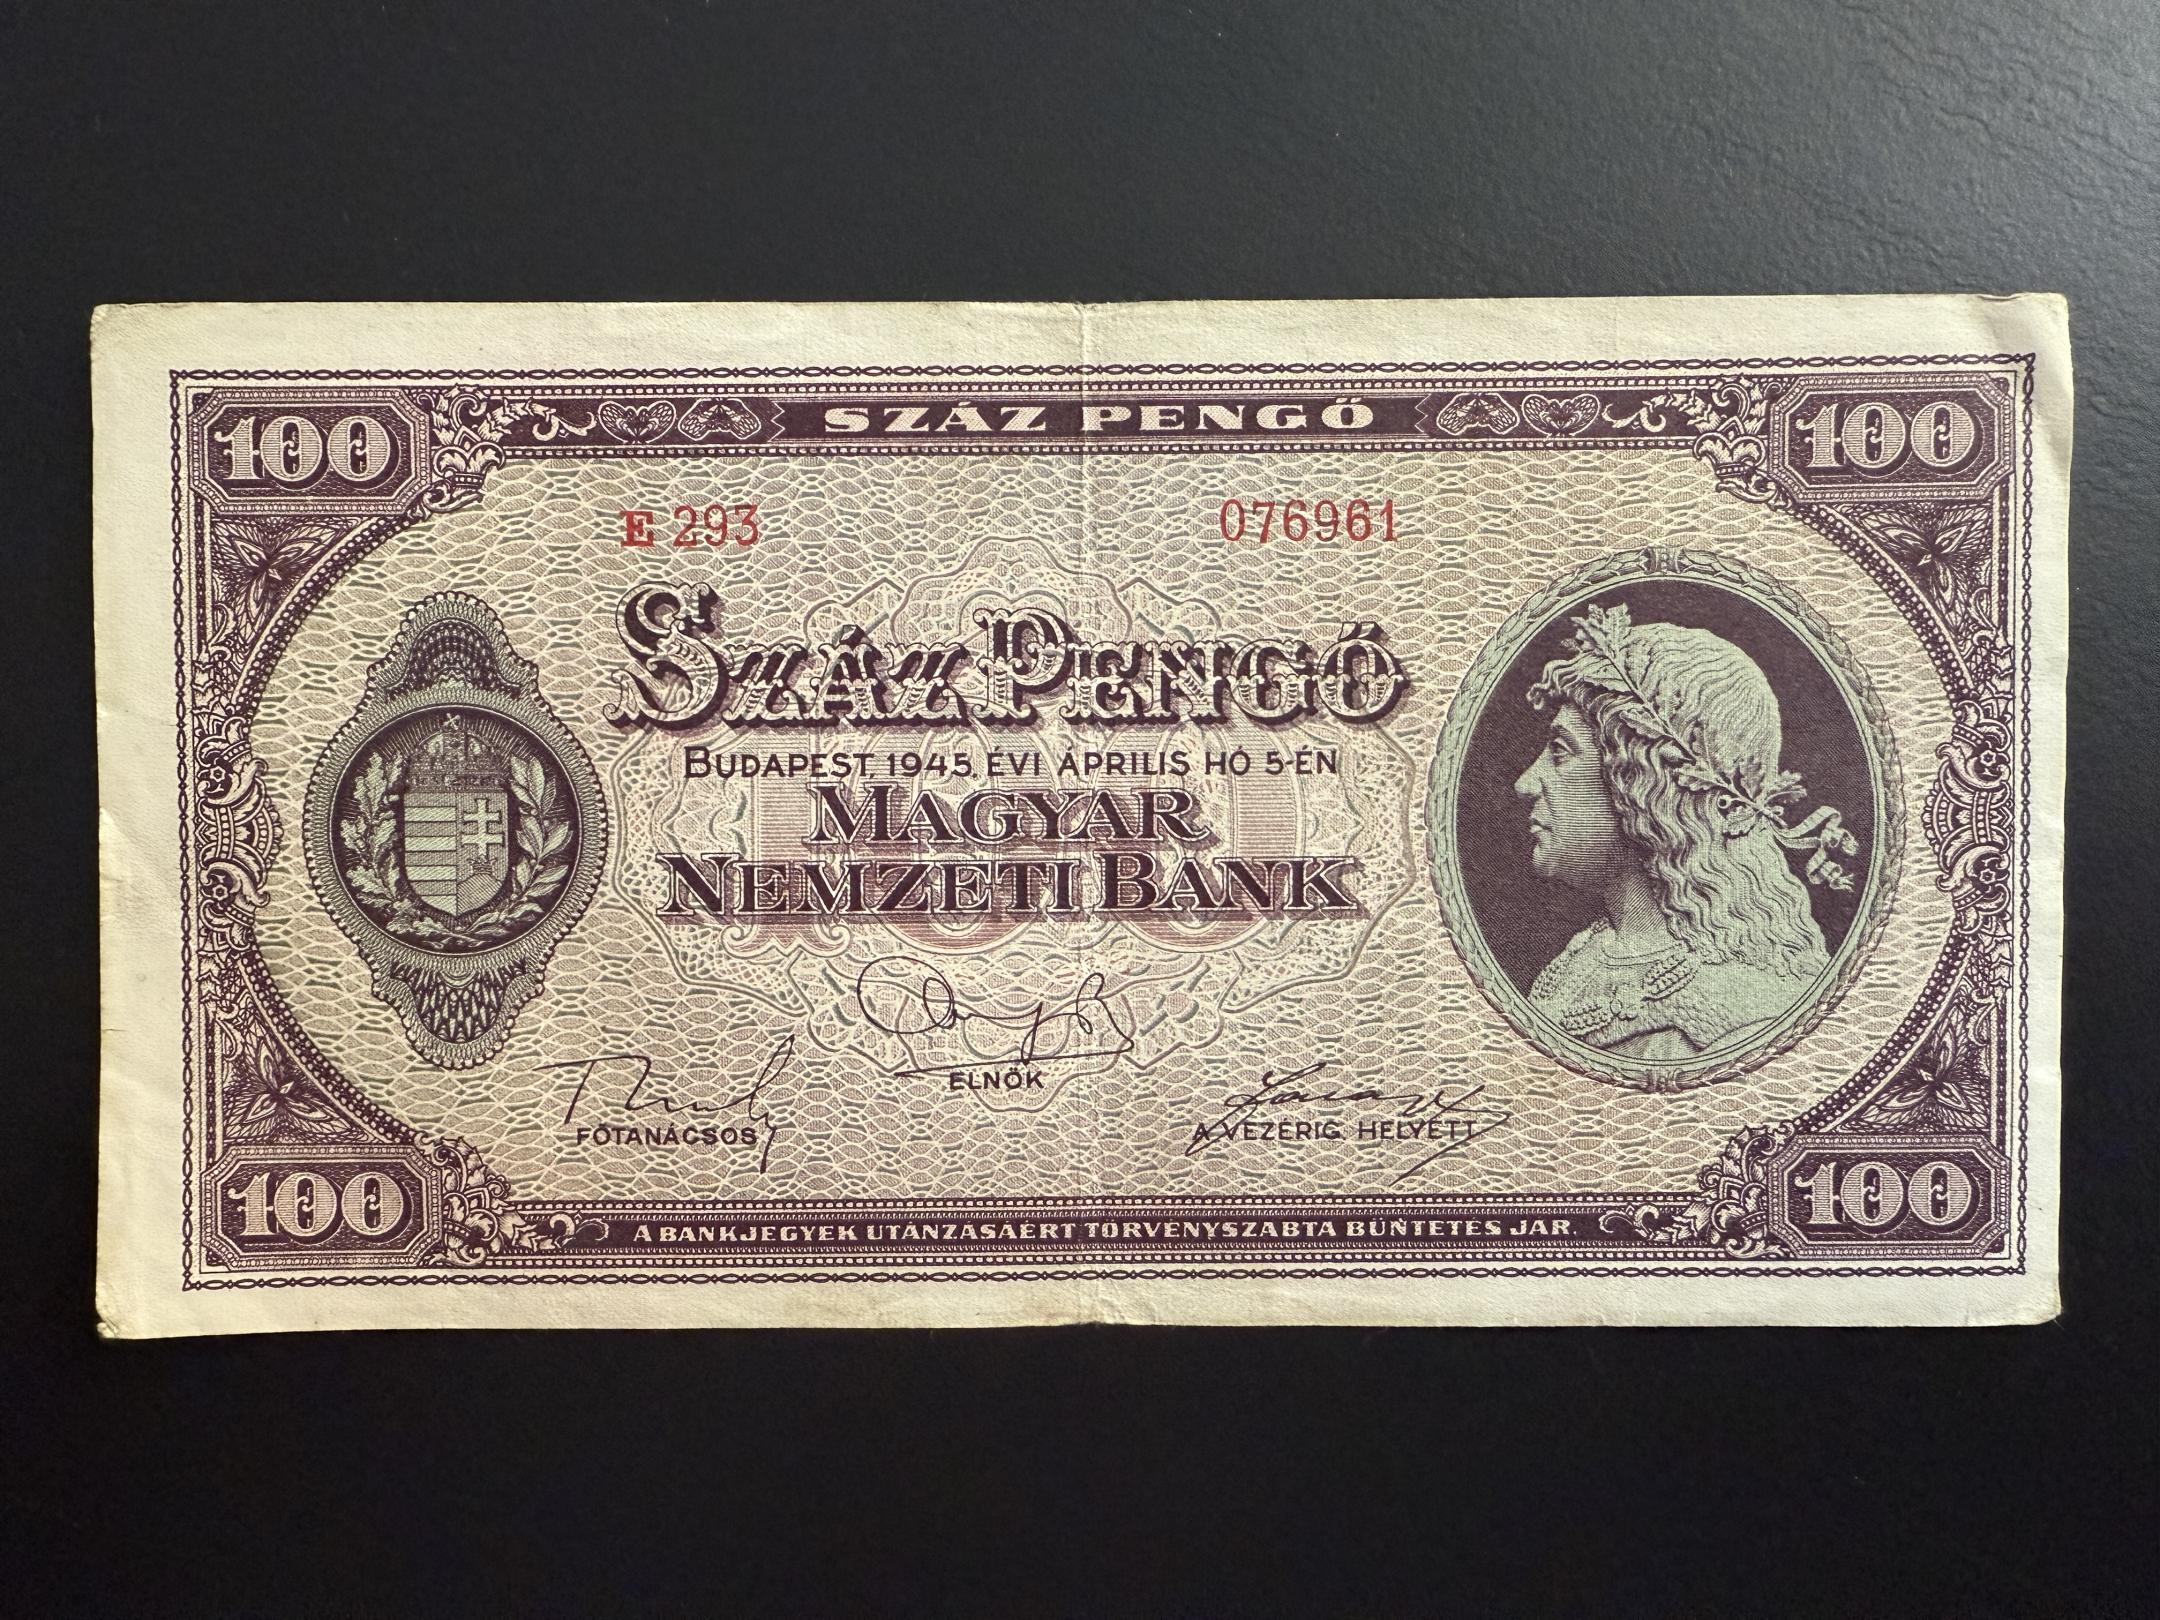 100 SZÁZ PENGŐ 100
E 293 076961
SZÁZ PENGŐ
BUDAPEST, 1945. ÉVI ÁPRILIS HÓ 5-ÉN
MAGYAR
NEMZETI BANK
ELNÖK
FŐTANÁCSOS A VEZÉRIG. HELYETT
100 A BANKJEGYEK UTÁNZÁSÁÉRT TÖRVÉNYSZABTA BÜNTETÉS JÁR. 100